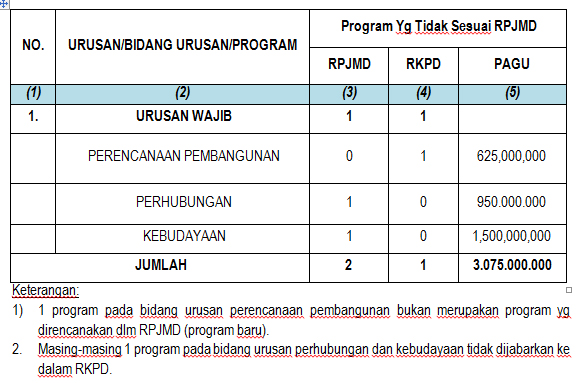 NO. URUSAN/BIDANG URUSAN/PROGRAM Program Yg Tidak Sesuai RPJMD
RPJMD RKPD PAGU
(1) (2) (3) (4) (5)
1. URUSAN WAJIB 1 1
PERENCANAAN PEMBANGUNAN 0 1 625,000,000
PERHUBUNGAN 1 0 950.000.000
KEBUDAYAAN 1 0 1,500,000,000
JUMLAH 2 1 3.075.000.000
Keterangan:
1) 1 program pada bidang urusan perencanaan pembangunan bukan merupakan program yg
direncanakan dlm RPJMD (program baru).
2. Masing-masing 1 program pada bidang urusan perhubungan dan kebudayaan tidak dijabarkan ke
dalam RKPD.